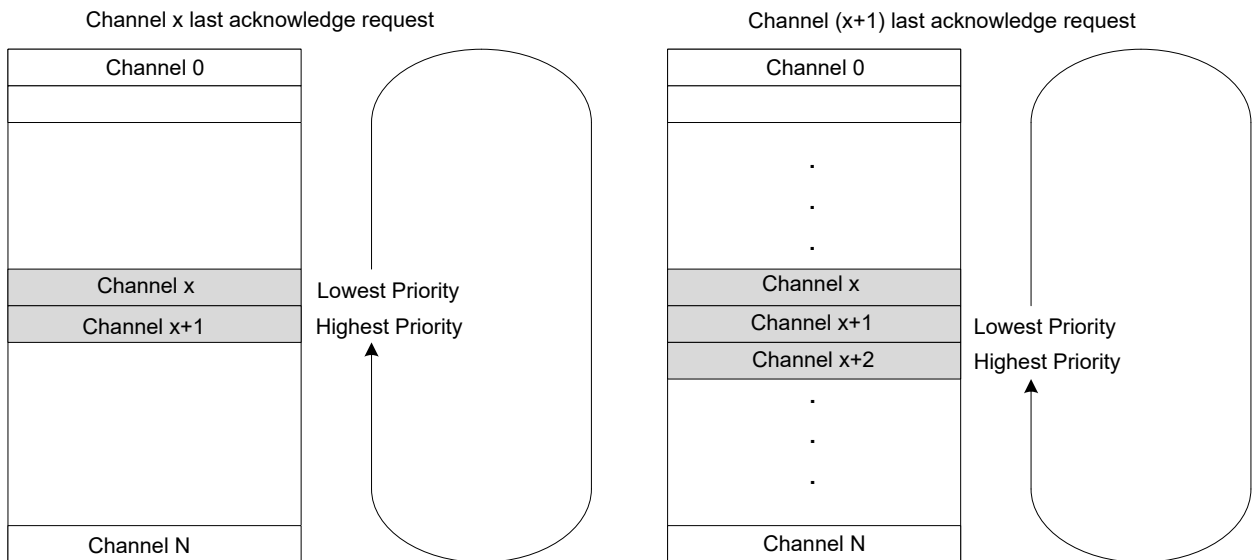 Channel x last acknowledge request
Channel 0
Channel x
Lowest Priority
Channel x+1
Highest Priority
Channel N
Channel (x+1) last acknowledge request
Channel 0
.
.
.
Channel x
Channel x+1
Lowest Priority
Channel x+2
Highest Priority
.
.
.
Channel N